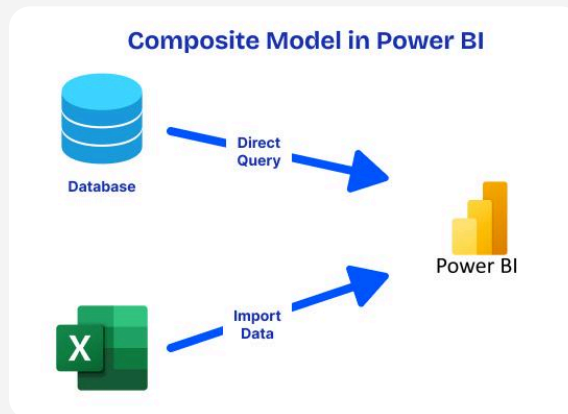 Composite Model in Power BI
Direct
Query
Database
Power BI
Import
Data
X